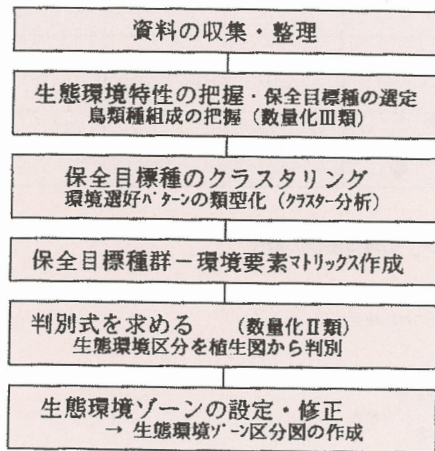 資料の収集・整理
生態環境特性の把握・保全目標種の選定
鳥類種組成の把握（数量化Ⅲ類）
保全目標種のクラスタリング
環境選好パターンの類型化（クラスター分析）
保全目標種群－環境要素マトリックス作成
判別式を求める　（数量化Ⅱ類）
生態環境区分を植生図から判別
生態環境ゾーンの設定・修正
→ 生態環境ゾーン区分図の作成